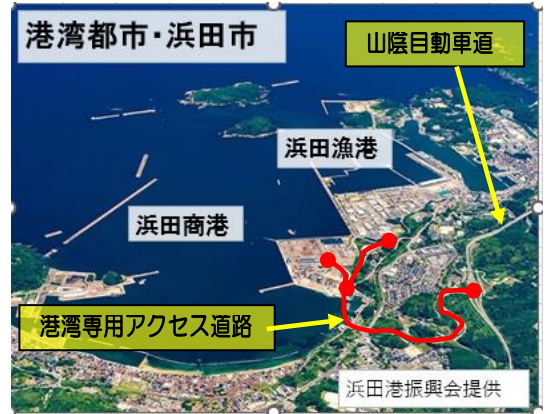 港湾都市・浜田市
山陰自動車道
浜田漁港
浜田商港
港湾専用アクセス道路
浜田港振興会提供